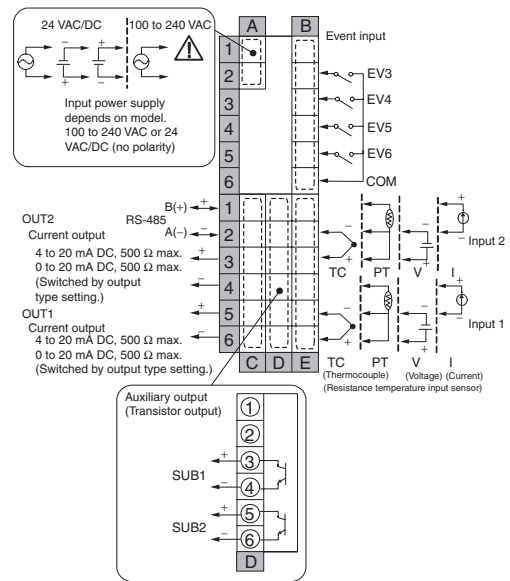 24 VAC/DC
100 to 240 VAC
Input power supply
depends on model.
100 to 240 VAC or 24
VAC/DC (no polarity)
A
B
Event input
1
2
3
4
5
6
EV3
EV4
EV5
EV6
COM
1
2
3
4
5
6
B(+)
RS-485
A(−)
OUT2
Current output
4 to 20 mA DC, 500 Ω max.
0 to 20 mA DC, 500 Ω max.
(Switched by output
type setting.)
OUT1
Current output
4 to 20 mA DC, 500 Ω max.
0 to 20 mA DC, 500 Ω max.
(Switched by output type setting.)
C
D
E
Input 2
TC
PT
V
I
Input 1
TC
PT
V
I
(Thermocouple)
(Voltage)
(Current)
(Resistance temperature input sensor)
Auxiliary output
(Transistor output)
1
2
3
4
5
6
D
SUB1
SUB2
+
−
+
−